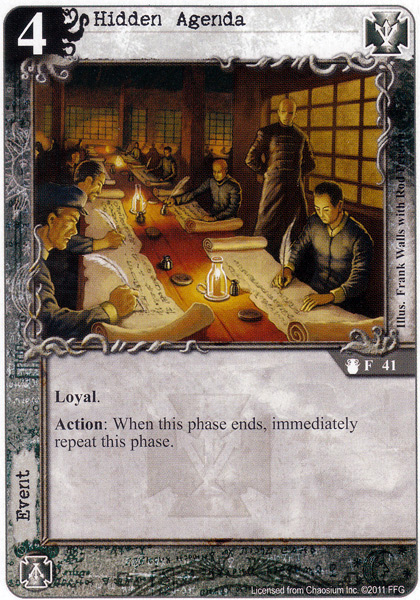 4
Hidden Agenda
Illus. Frank Walls with Rod
F 41
Loyal.
Action: When this phase ends, immediately
repeat this phase.
Event
Licensed from Chaosium Inc. ©2011 FFG